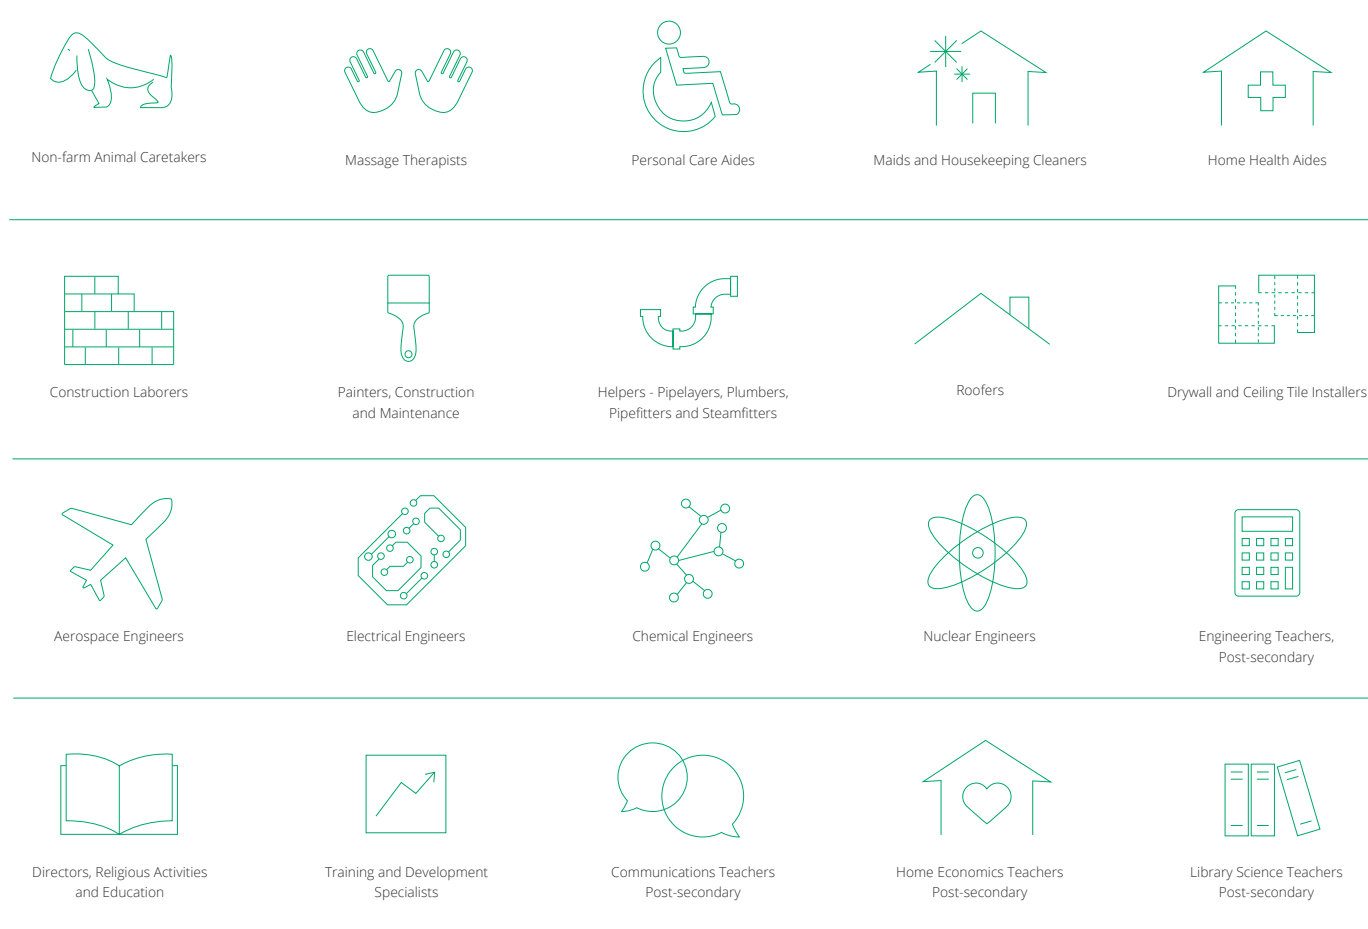 Non-farm Animal Caretakers
Massage Therapists
Personal Care Aides
Maids and Housekeeping Cleaners
Home Health Aides
Construction Laborers
Painters, Construction
and Maintenance
Helpers - Pipelayers, Plumbers,
Pipefitters and Steamfitters
Roofers
Drywall and Ceiling Tile Installers
Aerospace Engineers
Electrical Engineers
Chemical Engineers
Nuclear Engineers
Engineering Teachers,
Post-secondary
Directors, Religious Activities
and Education
Training and Development
Specialists
Communications Teachers
Post-secondary
Home Economics Teachers
Post-secondary
Library Science Teachers
Post-secondary